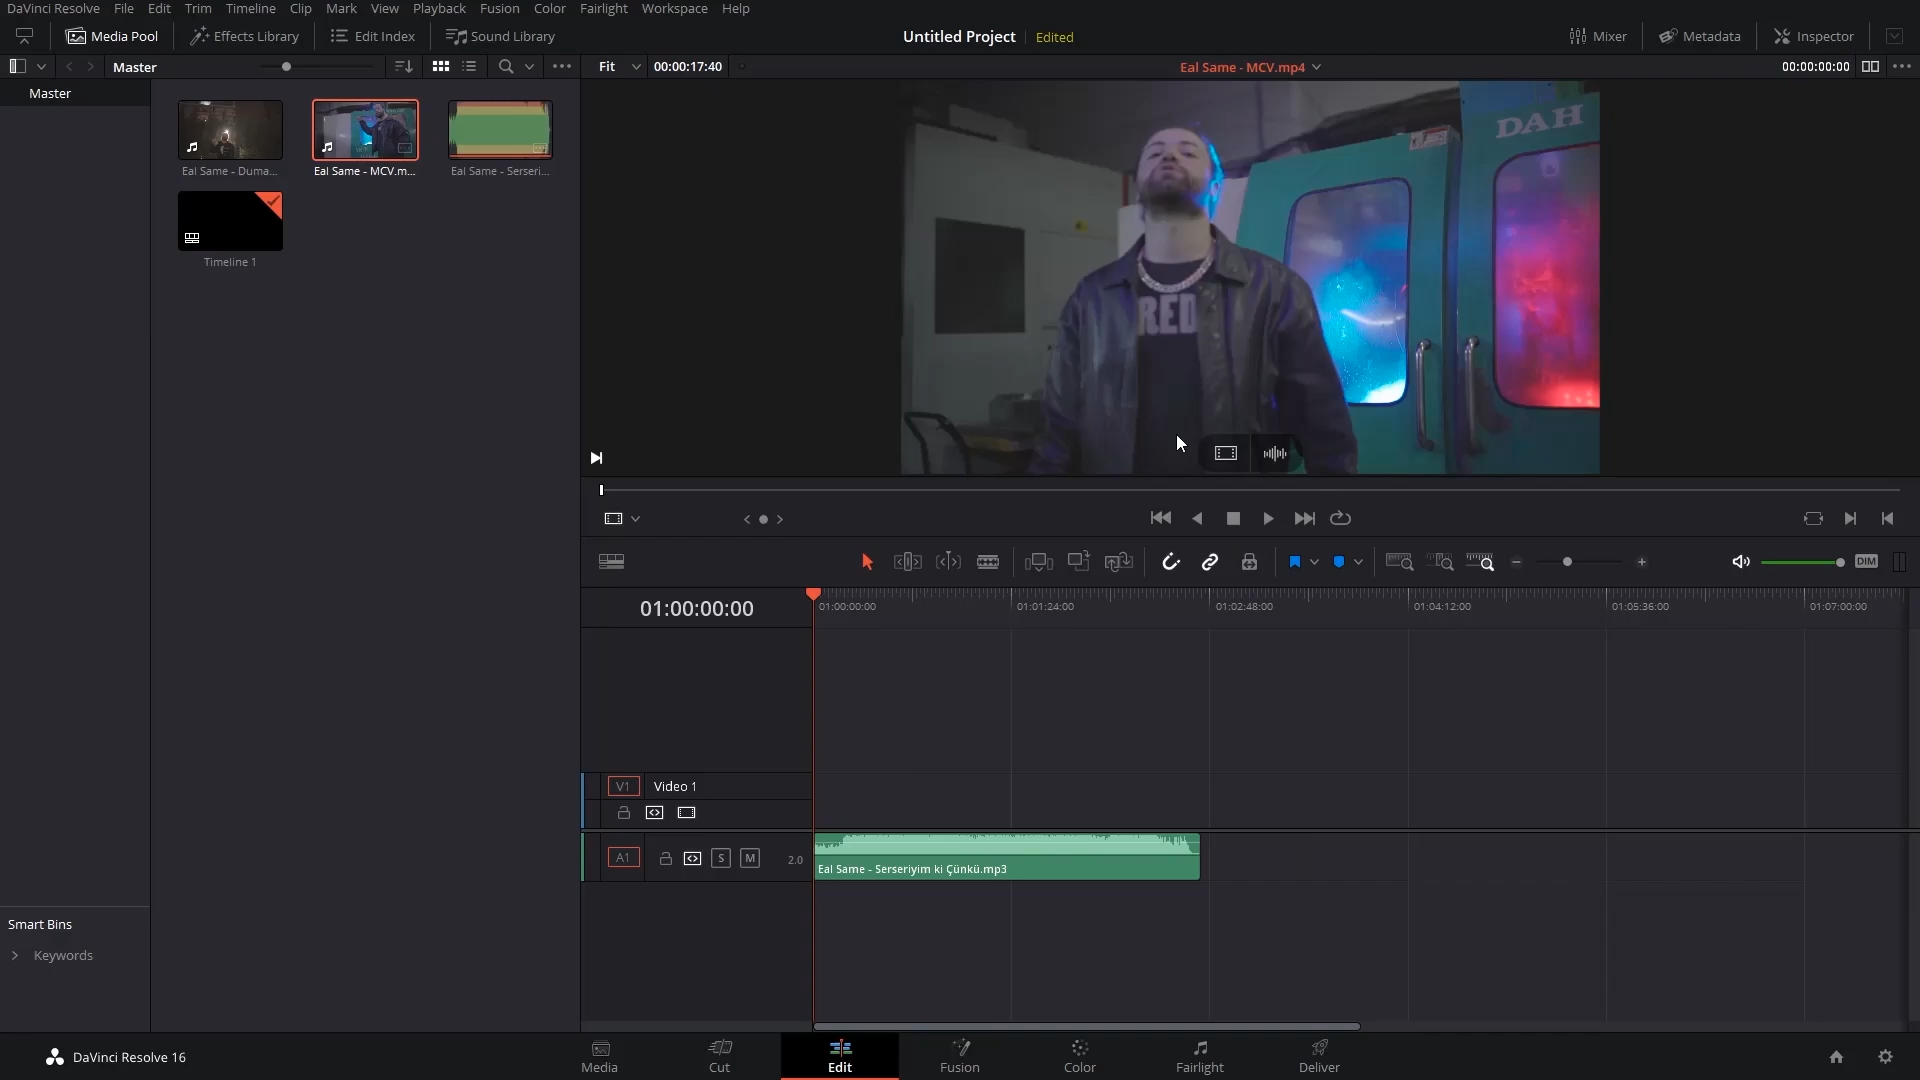 DaVinci Resolve File Edit Trim Timeline Clip Mark View Playback Fusion Color Fairlight Workspace Help
Media Pool Effects Library Edit Index Sound Library Untitled Project Edited Mixer Metadata Inspector
Master Fit 00:00:17:40 Eal Same - MCV.mp4 00:00:00:00
Master
DAH
RED
Eal Same - Duma... Eal Same - MCV.m... Eal Same - Serseri...
Timeline 1
DIM
01:00:00:00 01:00:00:00 01:01:24:00 01:02:48:00 01:04:12:00 01:05:36:00 01:07:00:00
V1 Video 1
A1 S M 2.0
Eal Same - Serseriyim ki Çünkü.mp3
Smart Bins
Keywords
DaVinci Resolve 16 Media Cut Edit Fusion Color Fairlight Deliver